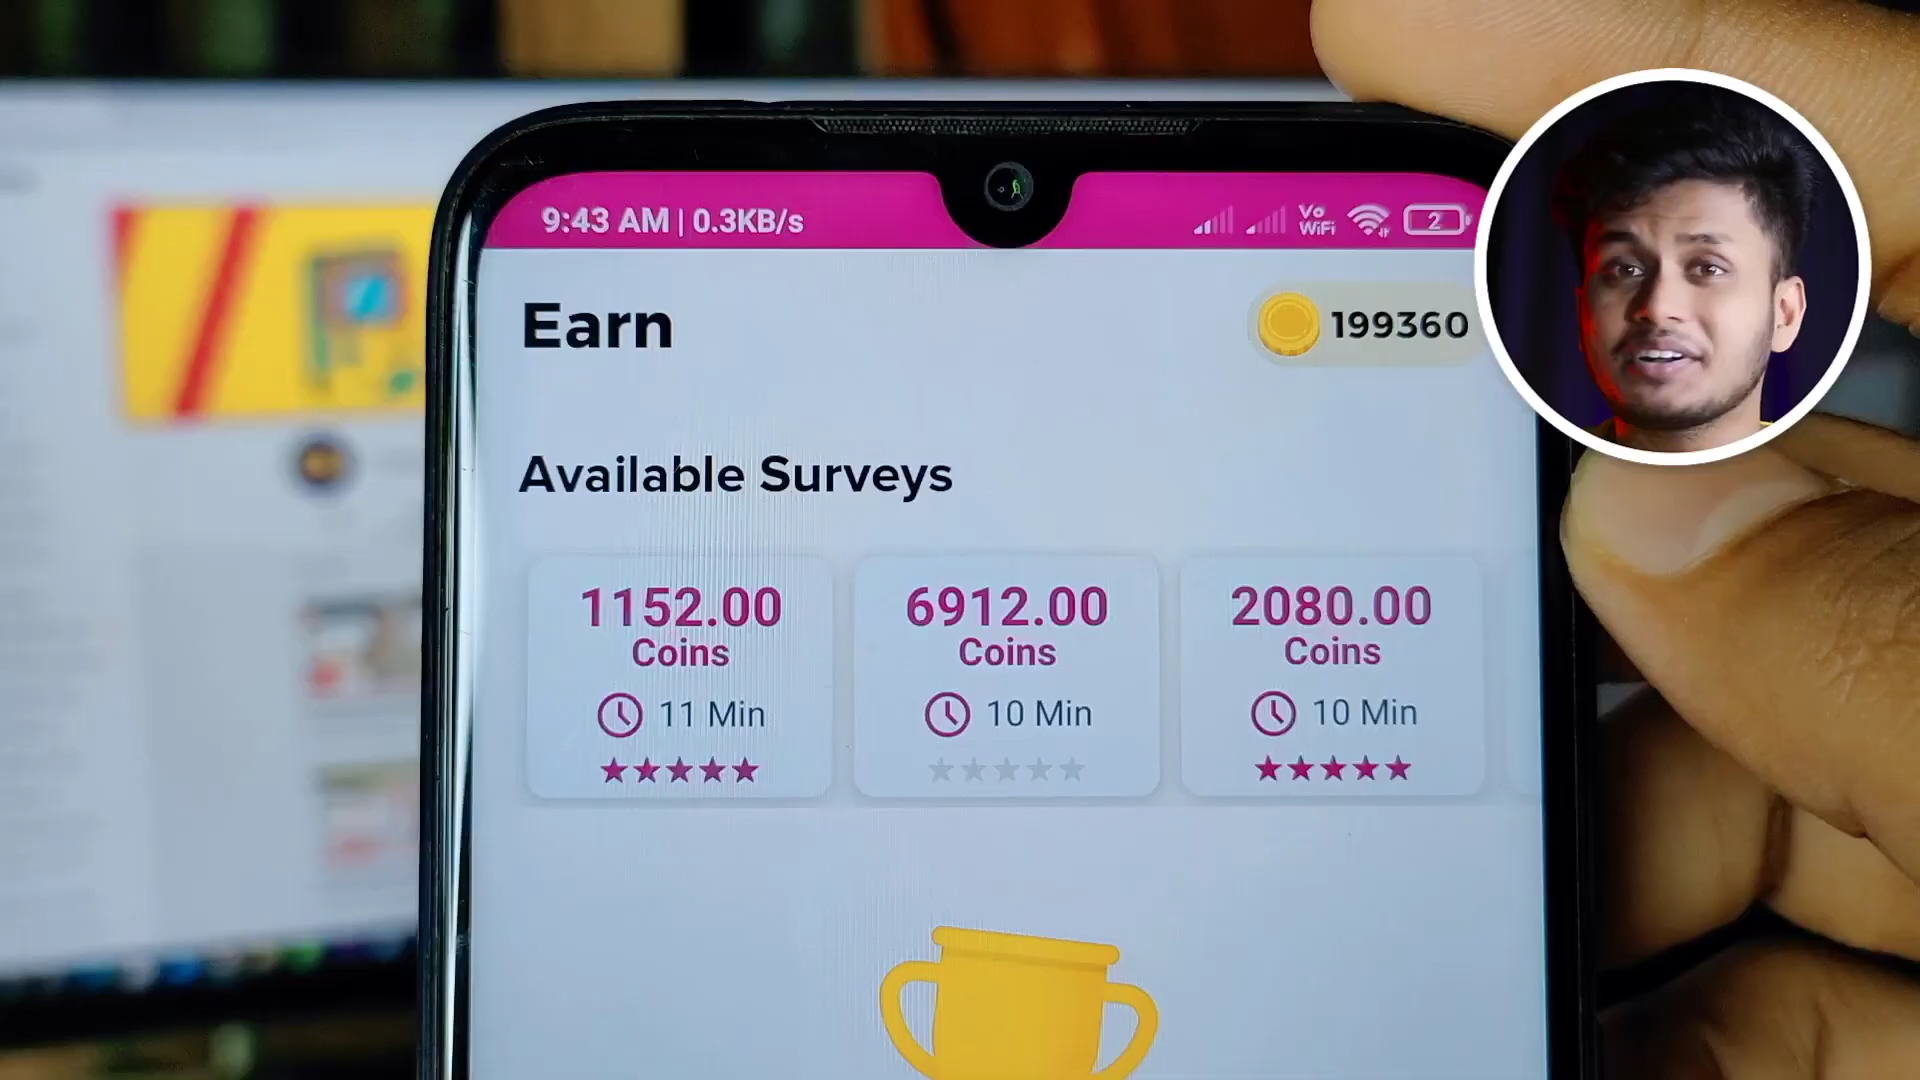 9:43 AM | 0.3KB/s
Vo
WiFi
2
Earn
199360
Available Surveys
1152.00
Coins
11 Min
6912.00
Coins
10 Min
2080.00
Coins
10 Min